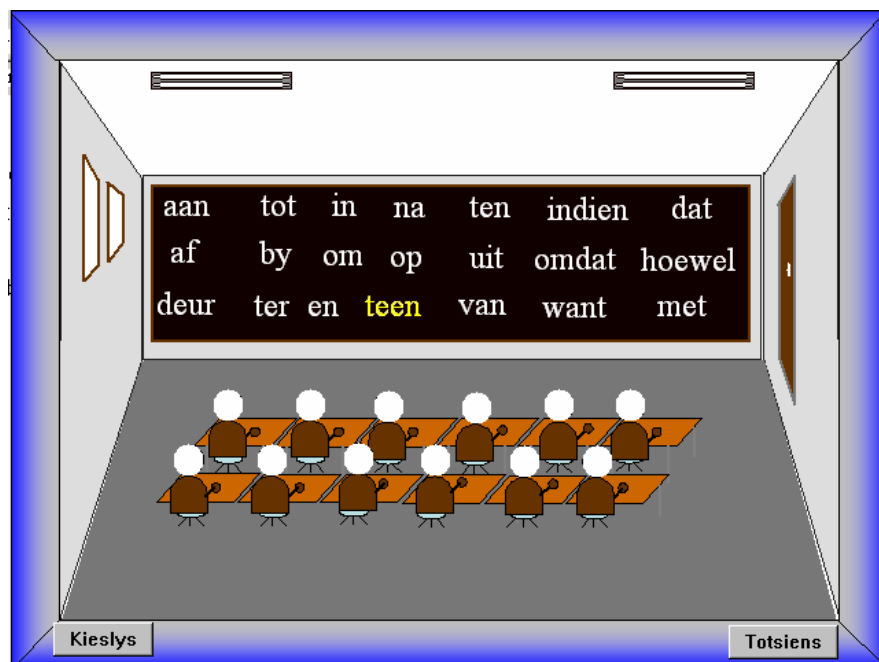 aan tot in na ten indien dat
af by om op uit omdat hoewel
deur ter en teen van want met
Kieslys
Totsiens